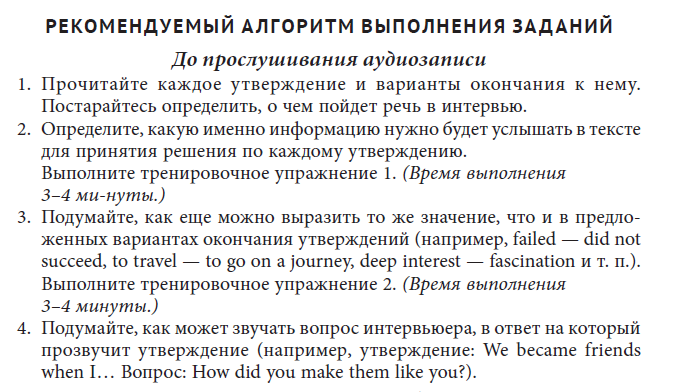 РЕКОМЕНДУЕМЫЙ АЛГОРИТМ ВЫПОЛНЕНИЯ ЗАДАНИЙ
До прослушивания аудиозаписи
1. Прочитайте каждое утверждение и варианты окончания к нему.
Постарайтесь определить, о чем пойдет речь в интервью.
2. Определите, какую именно информацию нужно будет услышать в тексте
для принятия решения по каждому утверждению.
Выполните тренировочное упражнение 1. (Время выполнения
3–4 ми-нуты.)
3. Подумайте, как еще можно выразить то же значение, что и в предло-
женных вариантах окончания утверждений (например, failed — did not
succeed, to travel — to go on a journey, deep interest — fascination и т. п.).
Выполните тренировочное упражнение 2. (Время выполнения
3–4 минуты.)
4. Подумайте, как может звучать вопрос интервьюера, в ответ на который
прозвучит утверждение (например, утверждение: We became friends
when I… Вопрос: How did you make them like you?).